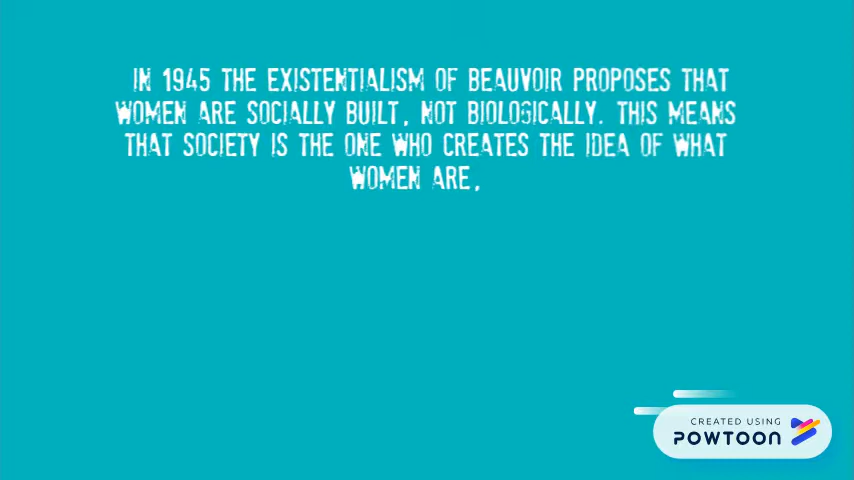 IN 1945 THE EXISTENTIALISM OF BEAUVOIR PROPOSES THAT
WOMEN ARE SOCIALLY BUILT, NOT BIOLOGICALLY. THIS MEANS
THAT SOCIETY IS THE ONE WHO CREATES THE IDEA OF WHAT
WOMEN ARE,
CREATED USING
POWTOON